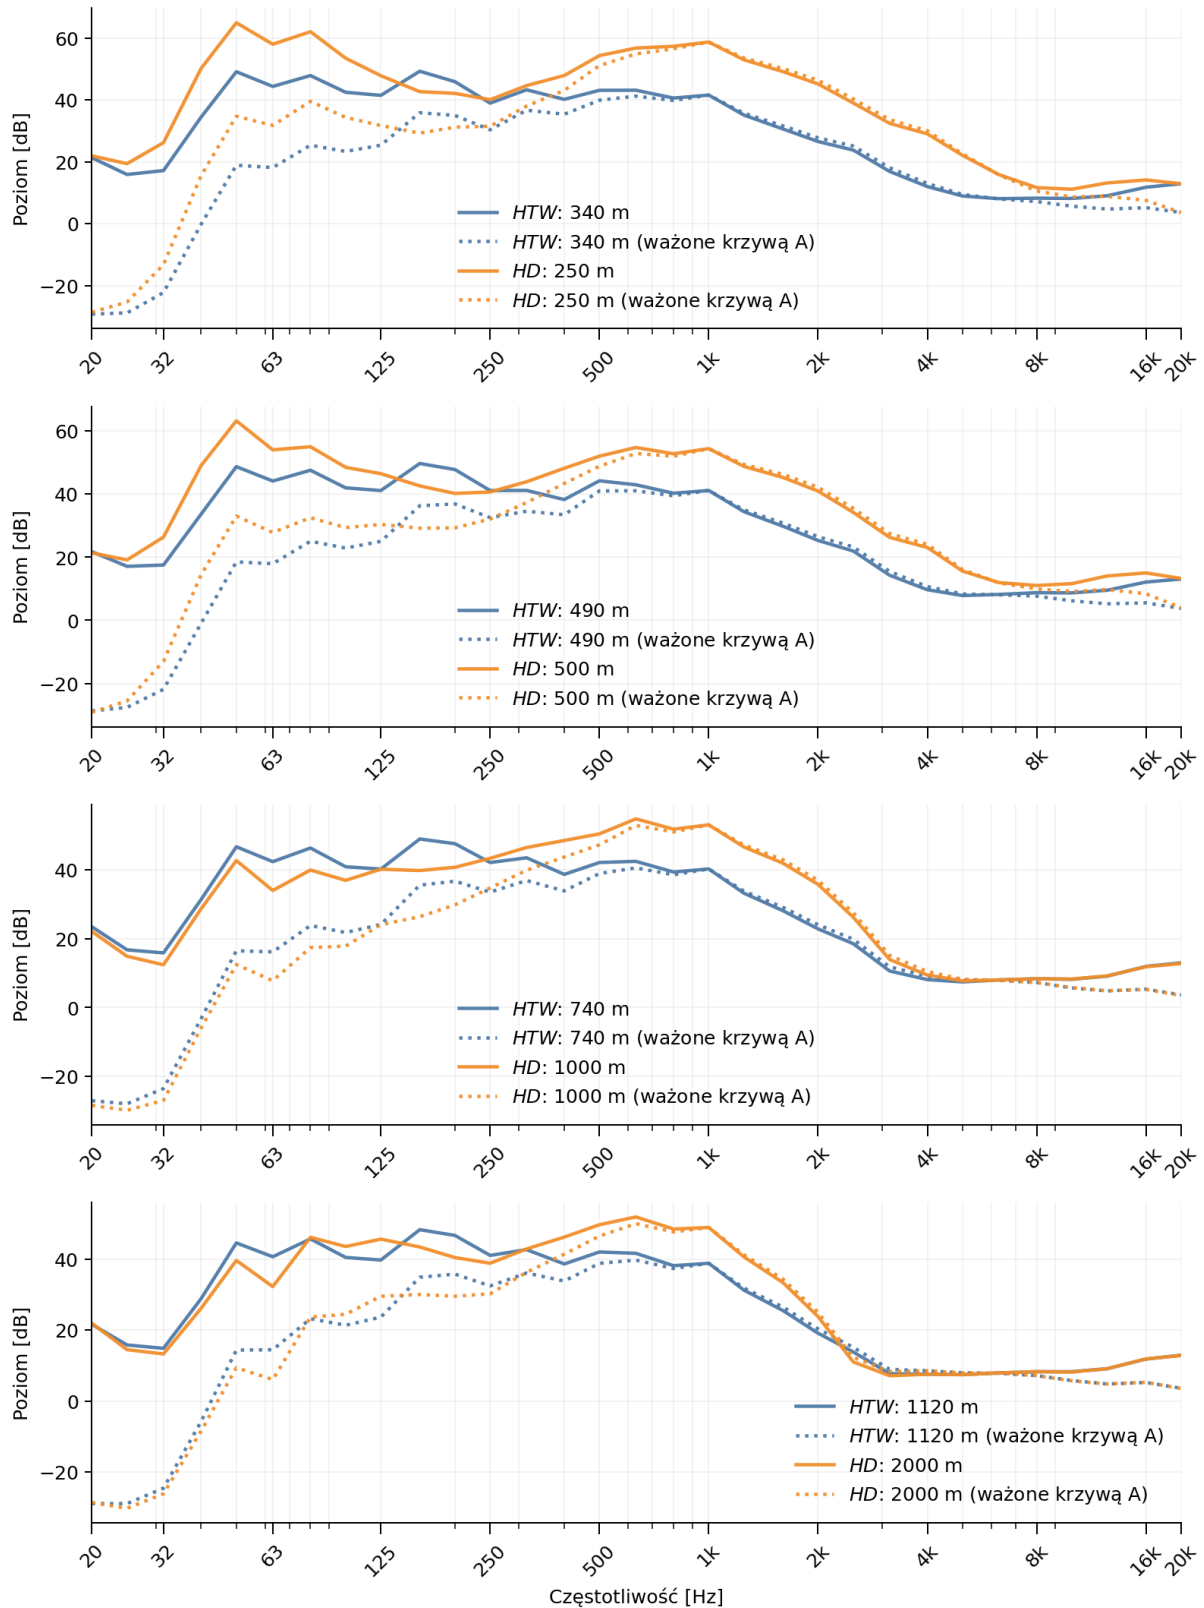 60
40
20
0
−20
Poziom [dB]
HTW: 340 m
HTW: 340 m (ważone krzywą A)
HD: 250 m
HD: 250 m (ważone krzywą A)
20 32 63 125 250 500 1k 2k 4k 8k 16k 20k
60
40
20
0
−20
Poziom [dB]
HTW: 490 m
HTW: 490 m (ważone krzywą A)
HD: 500 m
HD: 500 m (ważone krzywą A)
20 32 63 125 250 500 1k 2k 4k 8k 16k 20k
40
20
0
−20
Poziom [dB]
HTW: 740 m
HTW: 740 m (ważone krzywą A)
HD: 1000 m
HD: 1000 m (ważone krzywą A)
20 32 63 125 250 500 1k 2k 4k 8k 16k 20k
40
20
0
−20
Poziom [dB]
HTW: 1120 m
HTW: 1120 m (ważone krzywą A)
HD: 2000 m
HD: 2000 m (ważone krzywą A)
20 32 63 125 250 500 1k 2k 4k 8k 16k 20k
Częstotliwość [Hz]